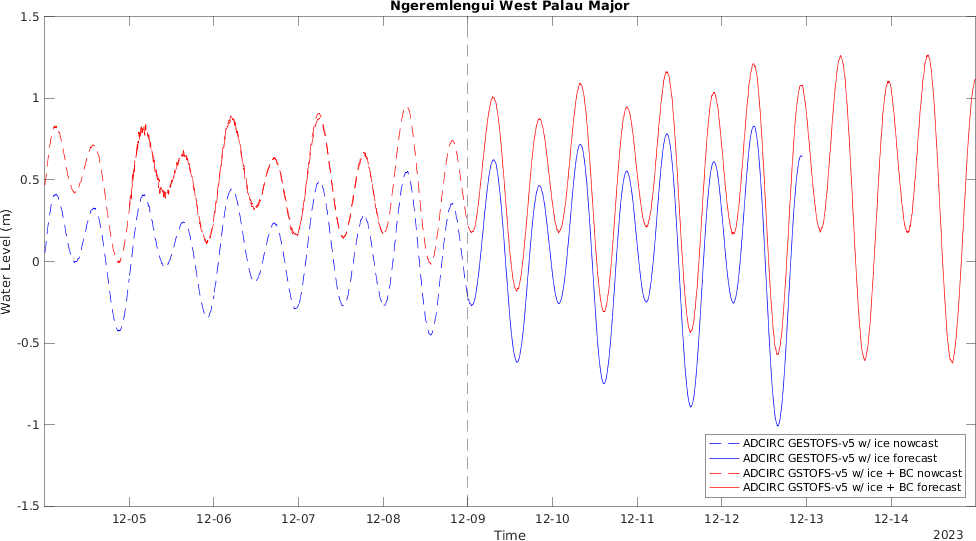 Ngeremlengui West Palau Major
1.5
1
0.5
0
-0.5
-1
-1.5
Water Level (m)
12-05 12-06 12-07 12-08 12-09 12-10 12-11 12-12 12-13 12-14
Time
2023
ADCIRC GESTOFS-v5 w/ ice nowcast
ADCIRC GESTOFS-v5 w/ ice forecast
ADCIRC GSTOFS-v5 w/ ice + BC nowcast
ADCIRC GSTOFS-v5 w/ ice + BC forecast